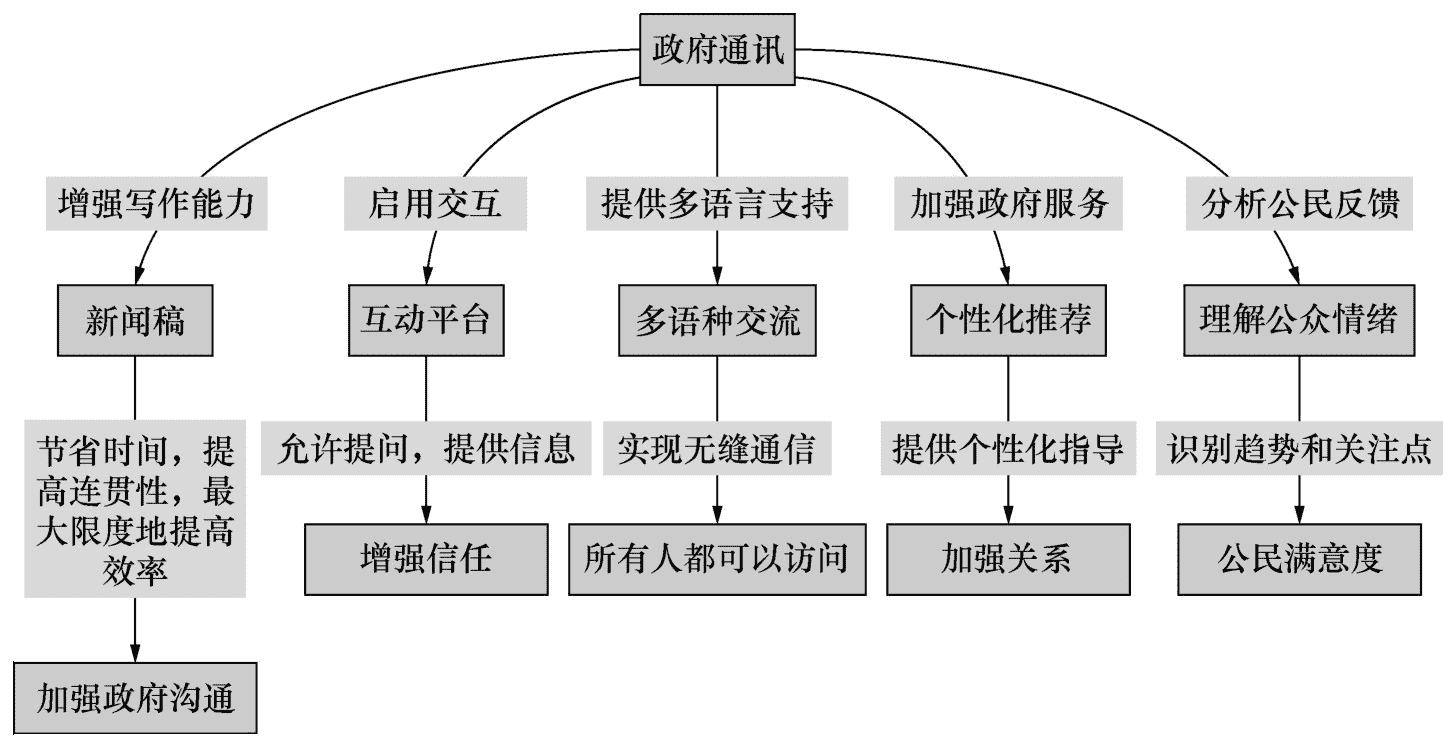 政府通讯
增强写作能力
启用交互
提供多语言支持
加强政府服务
分析公民反馈
新闻稿
互动平台
多语种交流
个性化推荐
理解公众情绪
节省时间，提
高连贯性，最
大限度地提高
效率
允许提问，提供信息
实现无缝通信
提供个性化指导
识别趋势和关注点
增强信任
所有人都可以访问
加强关系
公民满意度
加强政府沟通